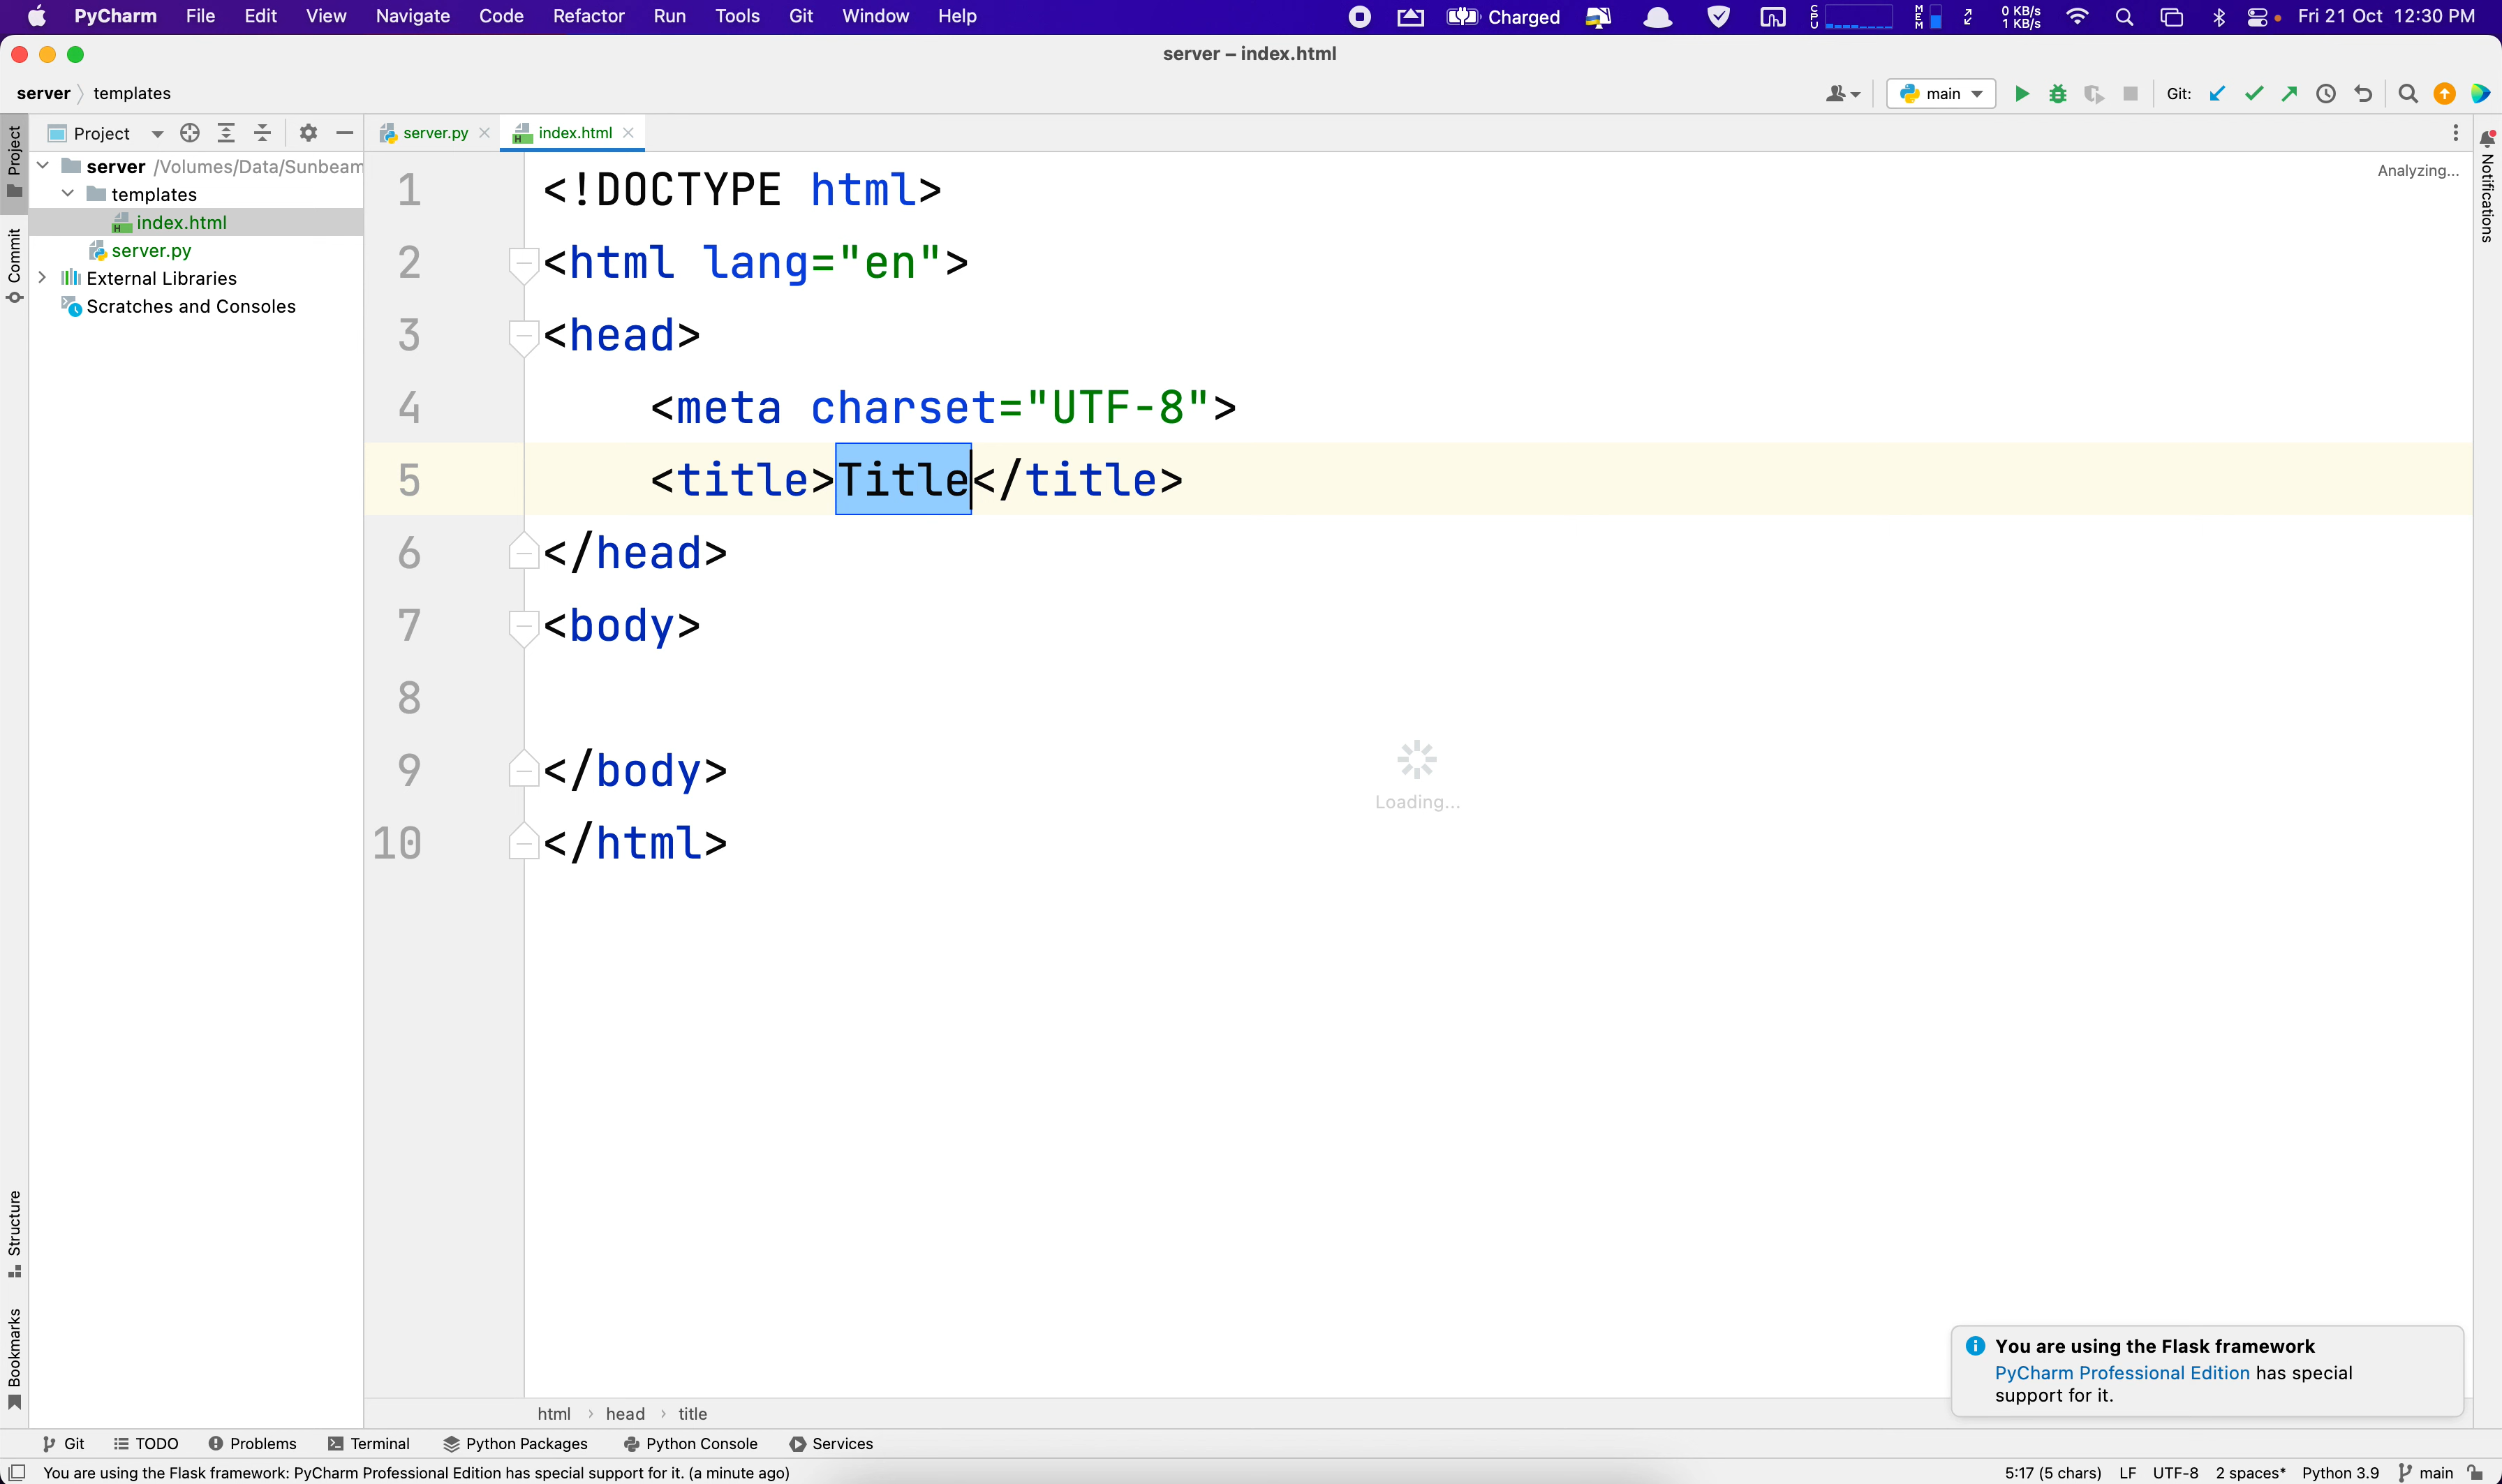 PyCharm File Edit View Navigate Code Refactor Run Tools Git Window Help Charged CPU MEM 0 KB/s 1 KB/s Fri 21 Oct 12:30 PM
server – index.html
server templates main Git:
Project server.py index.html
server /Volumes/Data/Sunbeam
templates
index.html
server.py
External Libraries
Scratches and Consoles
Project
Commit
Structure
Bookmarks
Notifications
Analyzing...
1 <!DOCTYPE html>
2 <html lang="en">
3 <head>
4 <meta charset="UTF-8">
5 <title>Title</title>
6 </head>
7 <body>
8
9 </body>
10 </html>
Loading...
You are using the Flask framework
PyCharm Professional Edition has special
support for it.
html › head › title
Git TODO Problems Terminal Python Packages Python Console Services
You are using the Flask framework: PyCharm Professional Edition has special support for it. (a minute ago) 5:17 (5 chars) LF UTF-8 2 spaces* Python 3.9 main